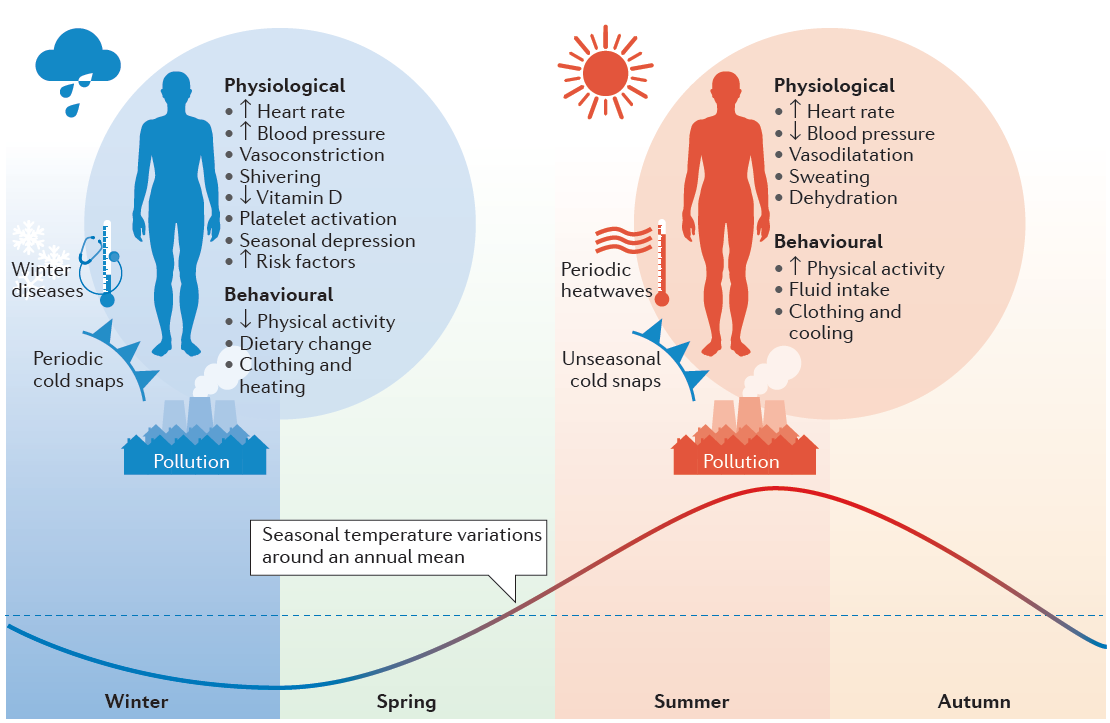 Physiological
• ↑ Heart rate
• ↑ Blood pressure
• Vasoconstriction
• Shivering
• ↓ Vitamin D
• Platelet activation
• Seasonal depression
• ↑ Risk factors
Behavioural
• ↓ Physical activity
• Dietary change
• Clothing and
heating
Winter
diseases
Periodic
cold snaps
Pollution
Physiological
• ↑ Heart rate
• ↓ Blood pressure
• Vasodilatation
• Sweating
• Dehydration
Behavioural
• ↑ Physical activity
• Fluid intake
• Clothing and
cooling
Periodic
heatwaves
Unseasonal
cold snaps
Pollution
Seasonal temperature variations
around an annual mean
Winter
Spring
Summer
Autumn